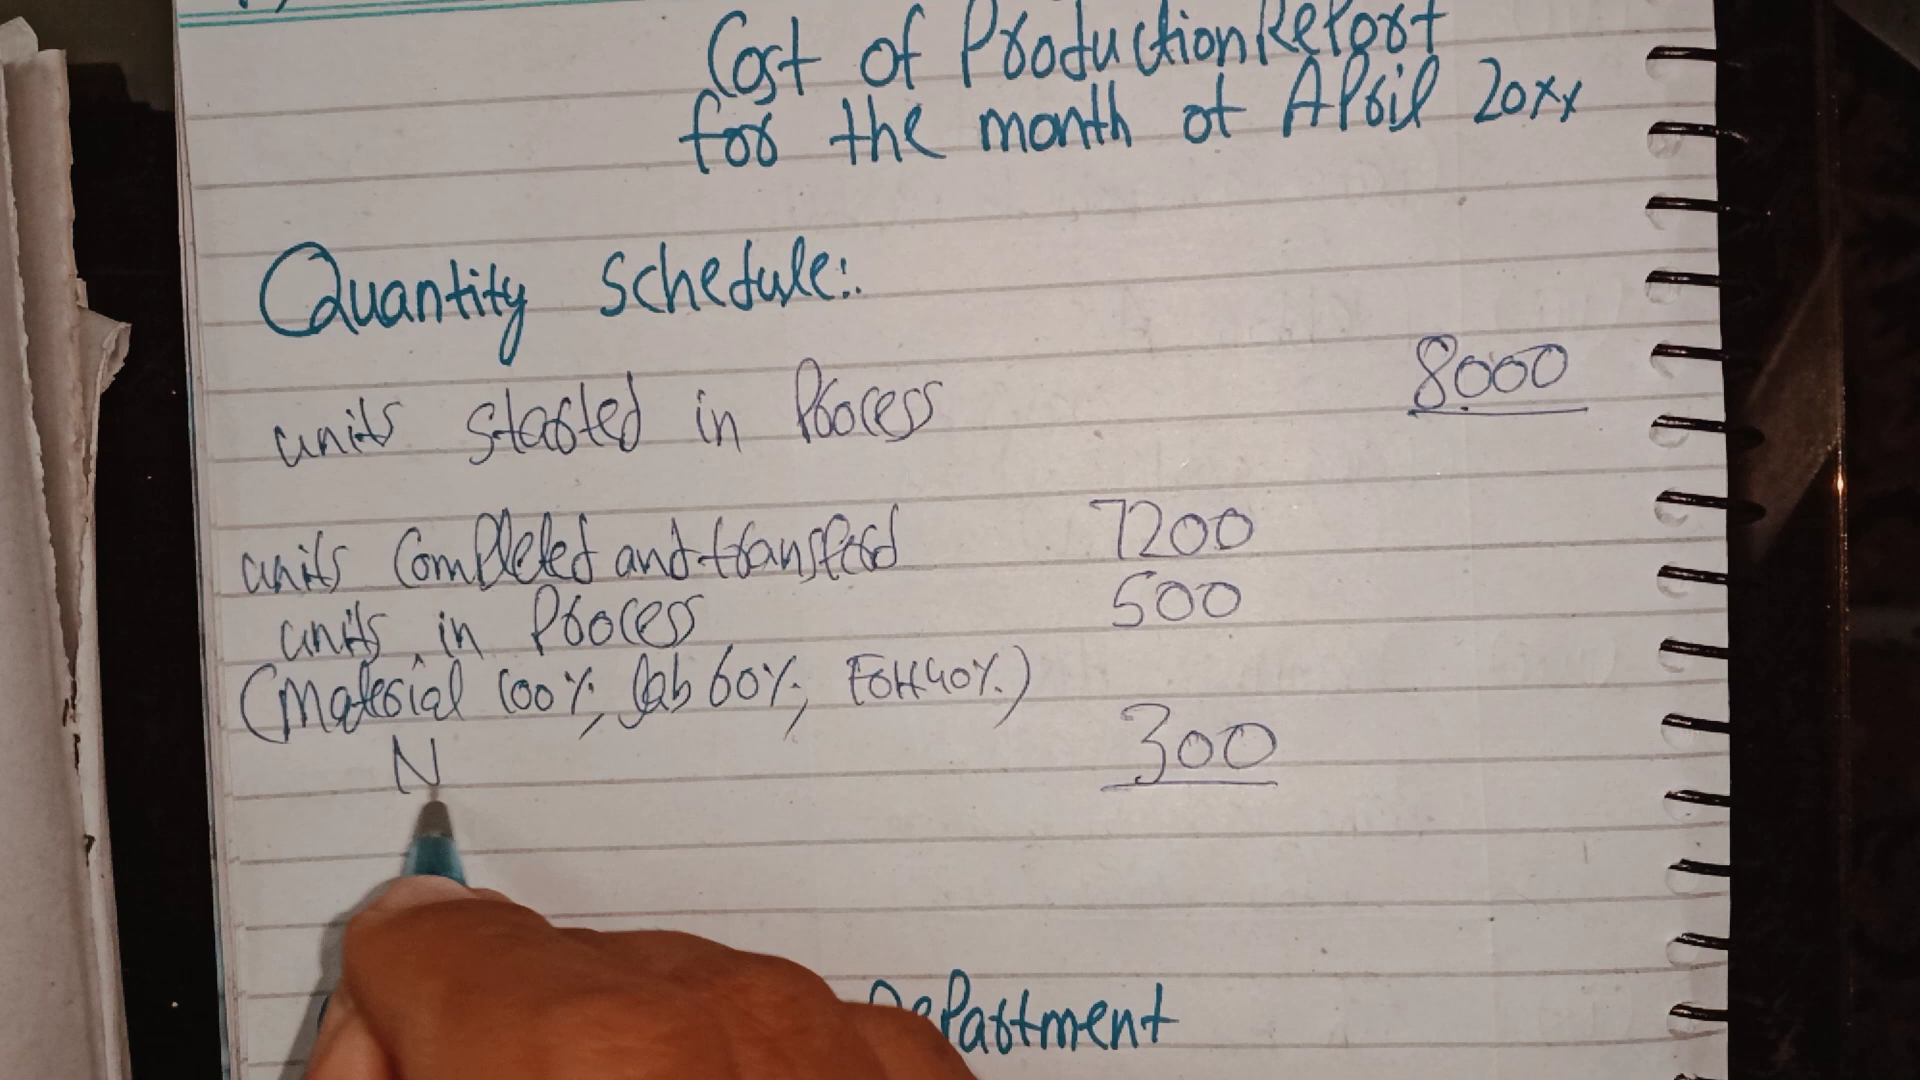 Cost of Production Report
for the month of April 20xx
Quantity Schedule:.
units started in Process 8000
units Completed and transferd 7200
units in Process 500
(Material 100%, lab 60%, FOH 40%.)
N 300
Department